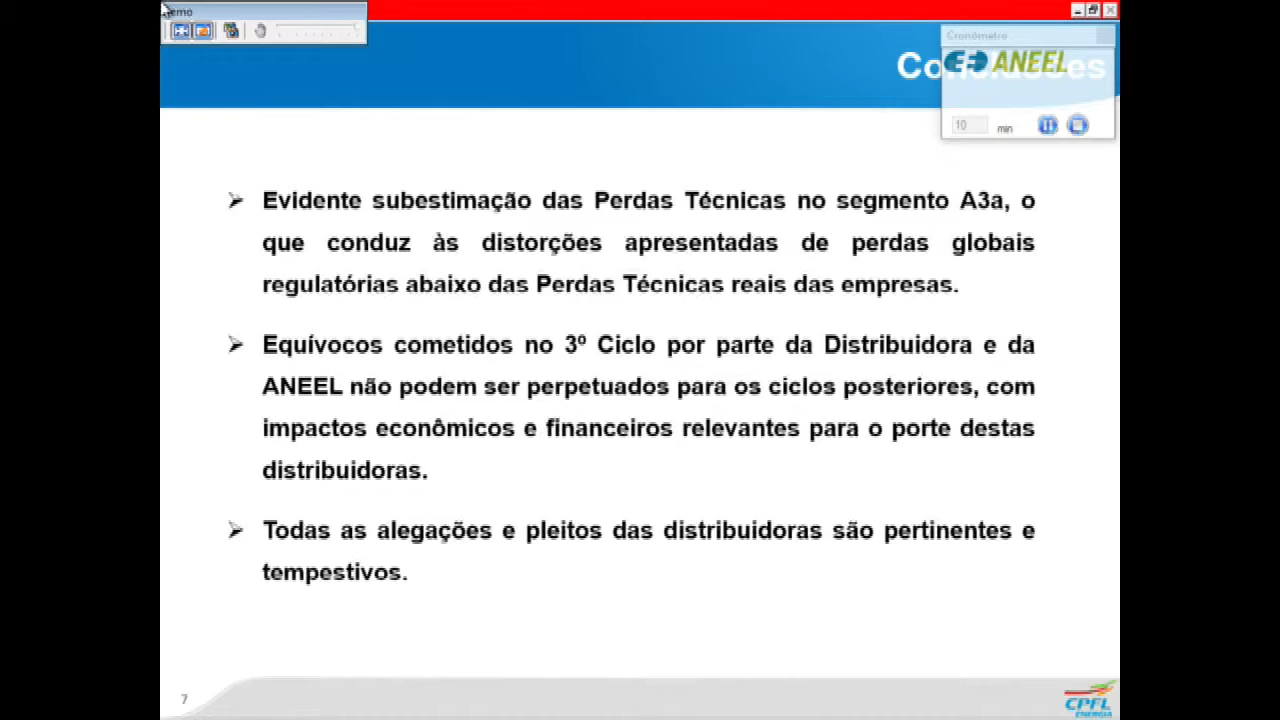 emo
Cronômetro
ANEEL
10 min
Evidente subestimação das Perdas Técnicas no segmento A3a, o
que conduz às distorções apresentadas de perdas globais
regulatórias abaixo das Perdas Técnicas reais das empresas.
Equívocos cometidos no 3º Ciclo por parte da Distribuidora e da
ANEEL não podem ser perpetuados para os ciclos posteriores, com
impactos econômicos e financeiros relevantes para o porte destas
distribuidoras.
Todas as alegações e pleitos das distribuidoras são pertinentes e
tempestivos.
7
CPFL
ENERGIA